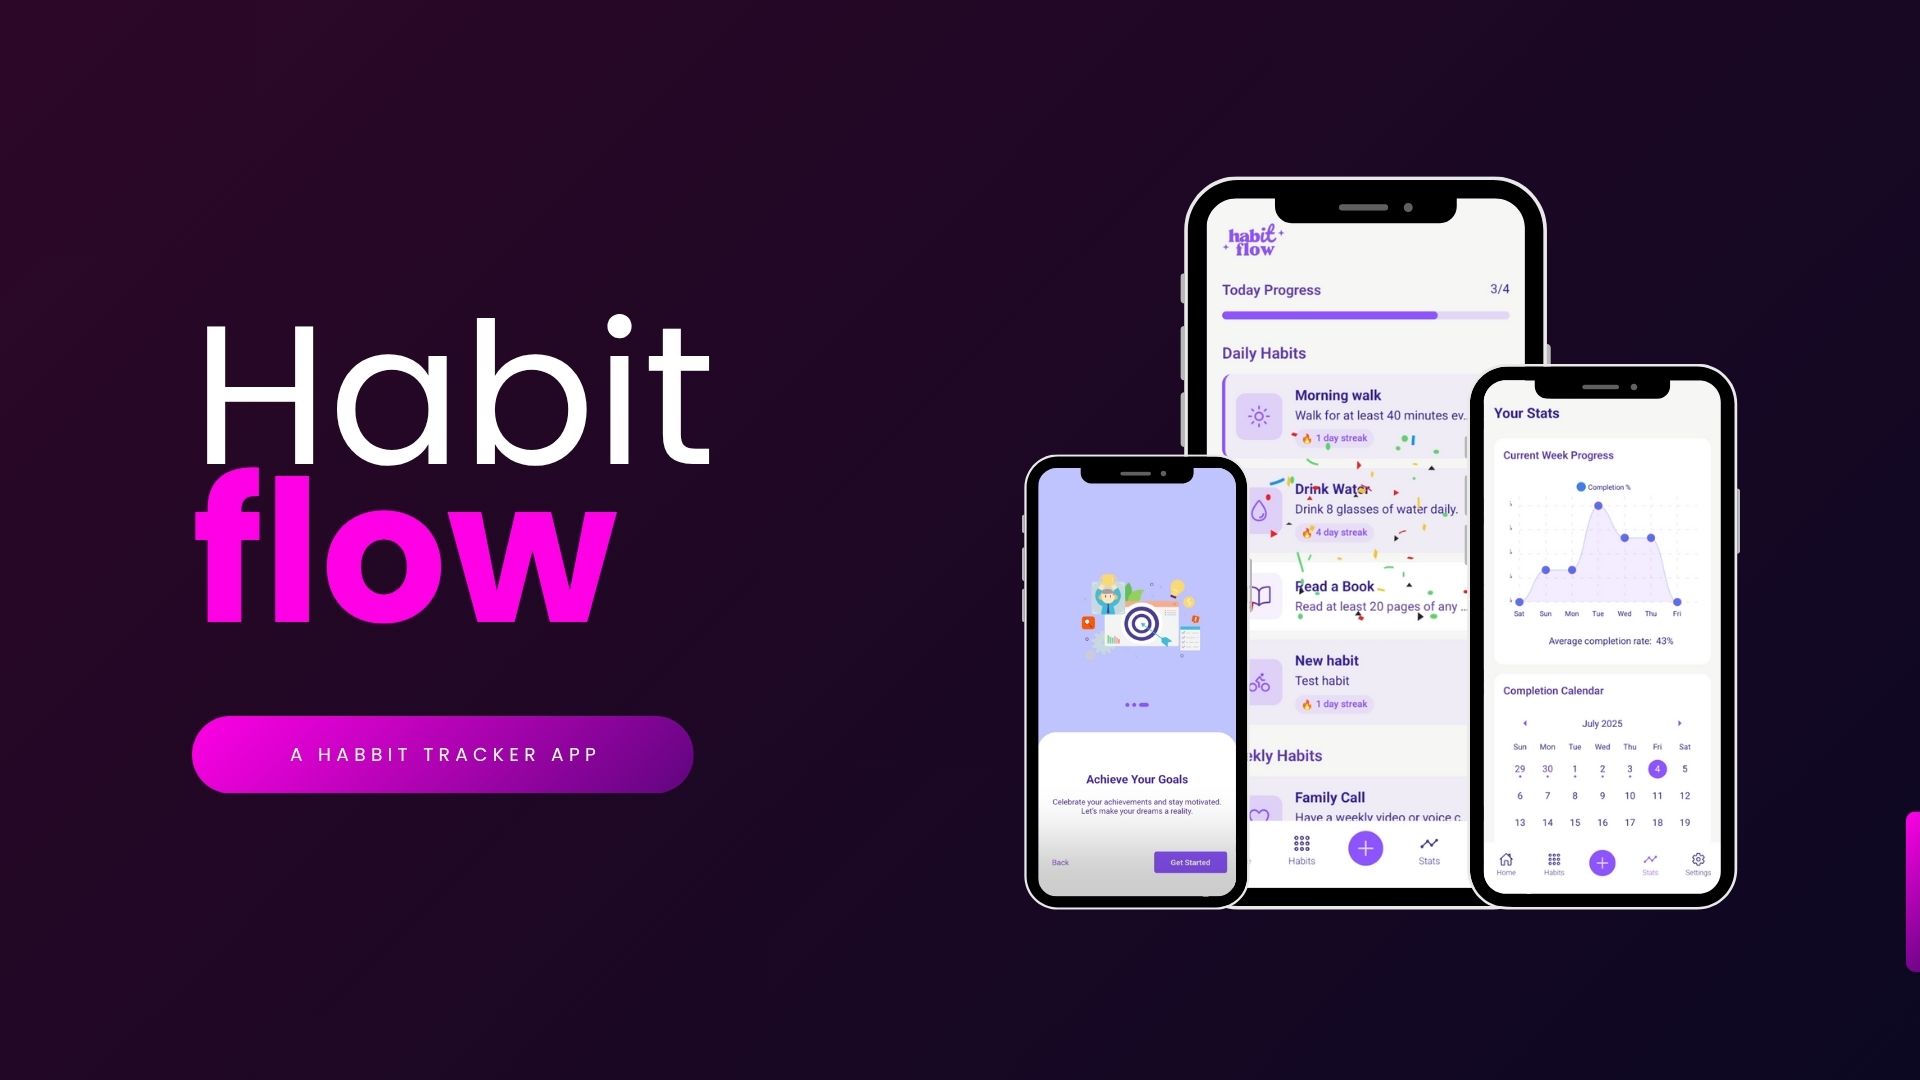 Habit
flow
A HABBIT TRACKER APP
habit
flow
Today Progress 3/4
Daily Habits
Morning walk
Walk for at least 40 minutes ev..
🔥 1 day streak
Drink Water
Drink 8 glasses of water daily.
🔥 4 day streak
Read a Book
Read at least 20 pages of any ...
New habit
Test habit
🔥 1 day streak
ekly Habits
Family Call
Have a weekly video or voice c..
Habits
Stats
Achieve Your Goals
Celebrate your achievements and stay motivated.
Let's make your dreams a reality.
Back
Get Started
Your Stats
Current Week Progress
Completion %
Sat Sun Mon Tue Wed Thu Fri
Average completion rate: 43%
Completion Calendar
July 2025
Sun Mon Tue Wed Thu Fri Sat
29 30 1 2 3 4 5
6 7 8 9 10 11 12
13 14 15 16 17 18 19
Home Habits Stats Settings